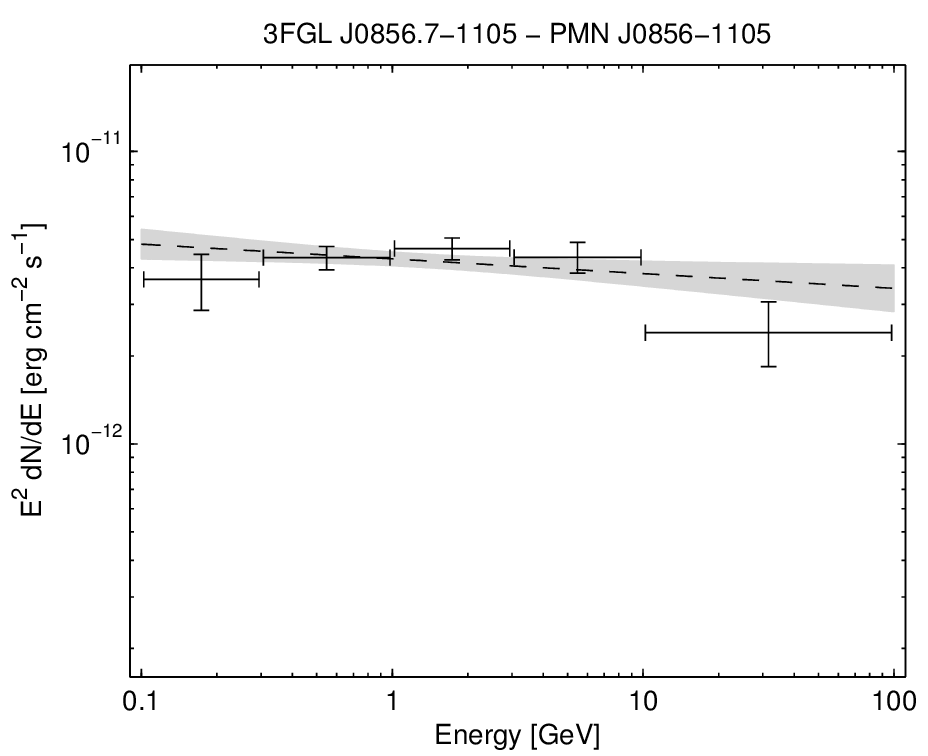 3FGL J0856.7−1105 − PMN J0856−1105
10⁻¹¹
10⁻¹²
E² dN/dE [erg cm⁻² s⁻¹]
0.1 1 10 100
Energy [GeV]